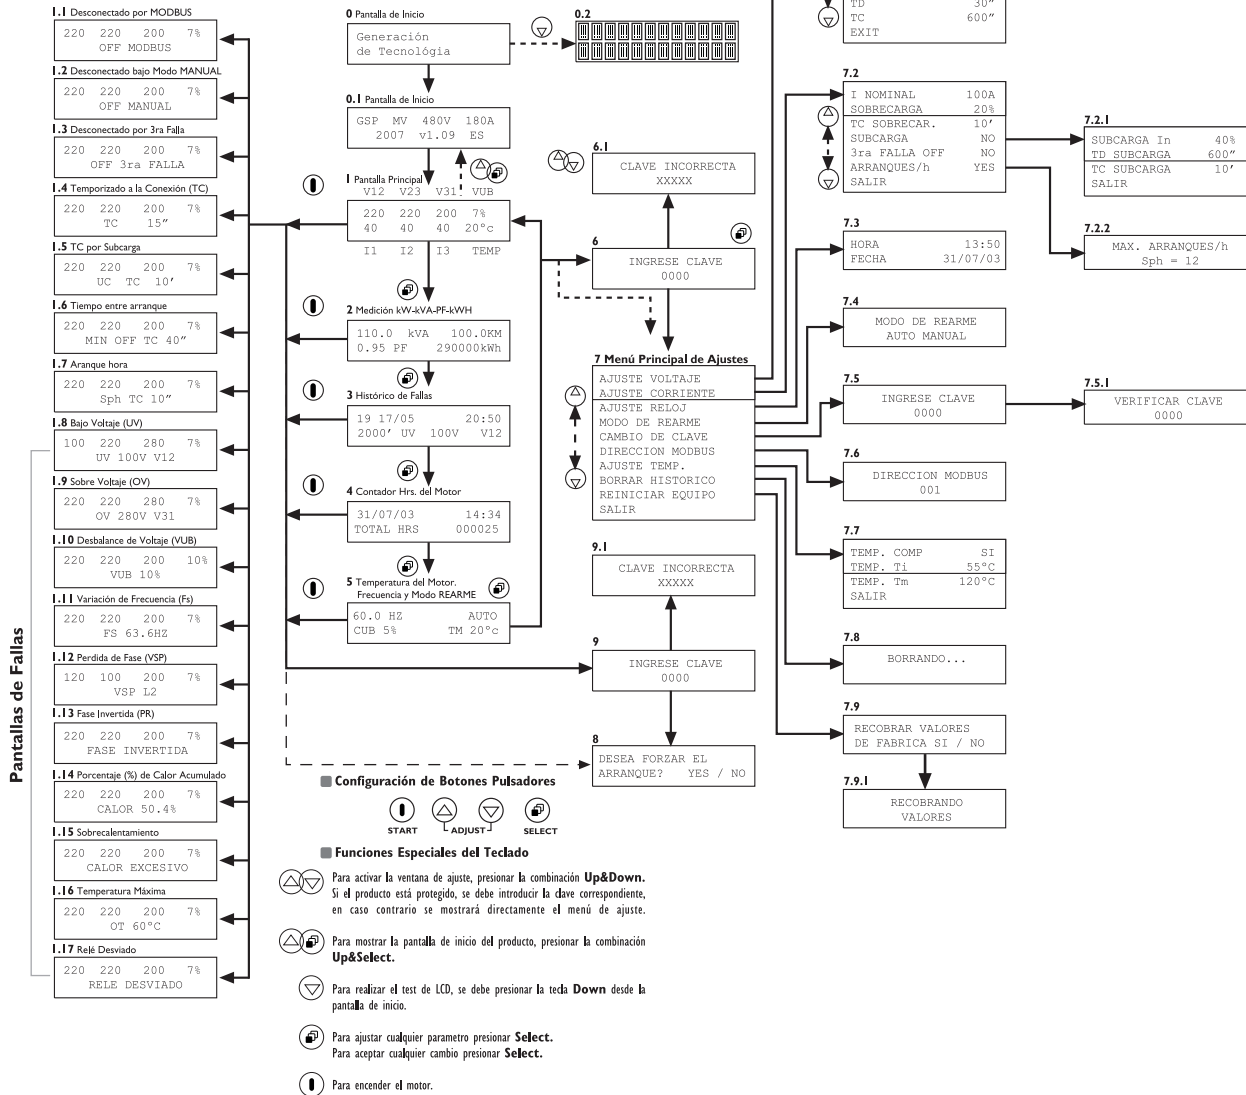 1.1 Desconectado por MODBUS
220 220 200 7%
OFF MODBUS
1.2 Desconectado bajo Modo MANUAL
220 220 200 7%
OFF MANUAL
1.3 Desconectado por 3ra Falla
220 220 200 7%
OFF 3ra FALLA
1.4 Temporizado a la Conexión (TC)
220 220 200 7%
TC 15"
1.5 TC por Subcarga
220 220 200 7%
UC TC 10'
1.6 Tiempo entre arranque
220 220 200 7%
MIN OFF TC 40"
1.7 Aranque hora
220 220 200 7%
Sph TC 10"
1.8 Bajo Voltaje (UV)
100 220 280 7%
UV 100V V12
1.9 Sobre Voltaje (OV)
220 220 280 7%
OV 280V V31
1.10 Desbalance de Voltaje (VUB)
220 220 200 10%
VUB 10%
1.11 Variación de Frecuencia (Fs)
220 220 200 7%
FS 63.6HZ
1.12 Perdida de Fase (VSP)
120 100 200 7%
VSP L2
1.13 Fase Invertida (PR)
220 220 200 7%
FASE INVERTIDA
1.14 Porcentaje (%) de Calor Acumulado
220 220 200 7%
CALOR 50.4%
1.15 Sobrecalentamiento
220 220 200 7%
CALOR EXCESIVO
1.16 Temperatura Máxima
220 220 200 7%
OT 60°C
1.17 Relé Desviado
220 220 200 7%
RELE DESVIADO
Pantallas de Fallas
0 Pantalla de Inicio
Generación
de Tecnológia
0.2
0.1 Pantalla de Inicio
GSP MV 480V 180A
2007 v1.09 ES
1 Pantalla Principal
V12 V23 V31 VUB
220 220 200 7%
40 40 40 20°c
I1 I2 I3 TEMP
2 Medición kW-kVA-PF-kWH
110.0 kVA 100.0KM
0.95 PF 290000kWh
3 Histórico de Fallas
19 17/05 20:50
2000' UV 100V V12
4 Contador Hrs. del Motor
31/07/03 14:34
TOTAL HRS 000025
5 Temperatura del Motor.
Frecuencia y Modo REARME
60.0 HZ AUTO
CUB 5% TM 20°c
6.1
CLAVE INCORRECTA
XXXXX
6
INGRESE CLAVE
0000
7 Menú Principal de Ajustes
AJUSTE VOLTAJE
AJUSTE CORRIENTE
AJUSTE RELOJ
MODO DE REARME
CAMBIO DE CLAVE
DIRECCION MODBUS
AJUSTE TEMP.
BORRAR HISTORICO
REINICIAR EQUIPO
SALIR
9.1
CLAVE INCORRECTA
XXXXX
9
INGRESE CLAVE
0000
8
DESEA FORZAR EL
ARRANQUE? YES / NO
TD 30"
TC 600"
EXIT
7.2
I NOMINAL 100A
SOBRECARGA 20%
TC SOBRECAR. 10'
SUBCARGA NO
3ra FALLA OFF NO
ARRANQUES/h YES
SALIR
7.2.1
SUBCARGA In 40%
TD SUBCARGA 600"
TC SUBCARGA 10'
SALIR
7.2.2
MAX. ARRANQUES/h
Sph = 12
7.3
HORA 13:50
FECHA 31/07/03
7.4
MODO DE REARME
AUTO MANUAL
7.5
INGRESE CLAVE
0000
7.5.1
VERIFICAR CLAVE
0000
7.6
DIRECCION MODBUS
001
7.7
TEMP. COMP SI
TEMP. Ti 55°C
TEMP. Tm 120°C
SALIR
7.8
BORRANDO...
7.9
RECOBRAR VALORES
DE FABRICA SI / NO
7.9.1
RECOBRANDO
VALORES
Configuración de Botones Pulsadores
START ADJUST SELECT
Funciones Especiales del Teclado
Para activar la ventana de ajuste, presionar la combinación Up&Down.
Si el producto está protegido, se debe introducir la clave correspondiente,
en caso contrario se mostrará directamente el menú de ajuste.
Para mostrar la pantalla de inicio del producto, presionar la combinación
Up&Select.
Para realizar el test de LCD, se debe presionar la tecla Down desde la
pantalla de inicio.
Para ajustar cualquier parametro presionar Select.
Para aceptar cualquier cambio presionar Select.
Para encender el motor.